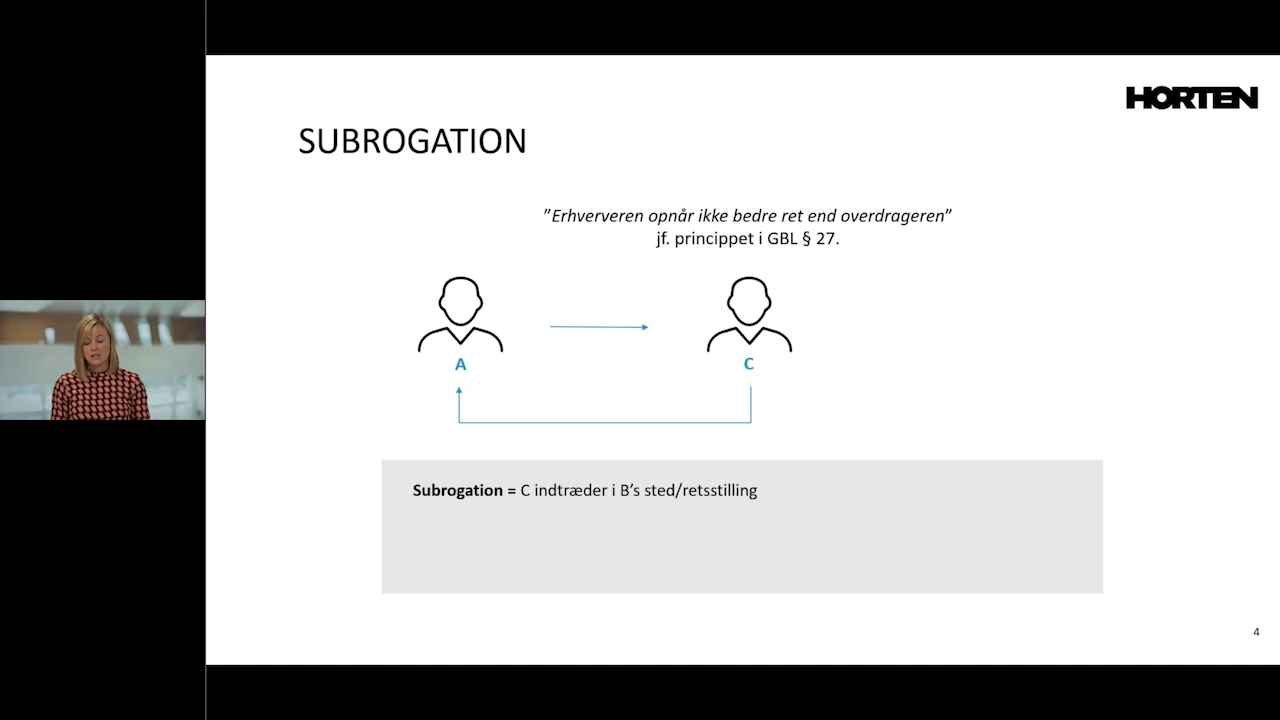 HORTEN
SUBROGATION
”Erhververen opnår ikke bedre ret end overdrageren”
jf. princippet i GBL § 27.
A
C
Subrogation = C indtræder i B’s sted/retsstilling
4